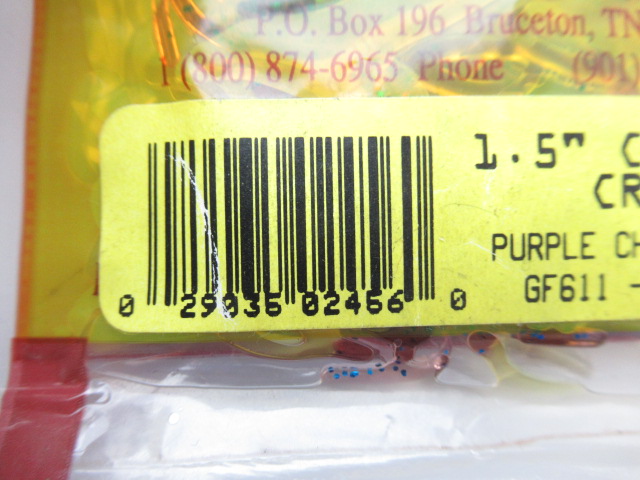 P.O. Box 196 Bruceton, TN
1 (800) 874-6965 Phone (901)
1.5" C
CR
PURPLE CH
GF611 -
0 29035 02456 0